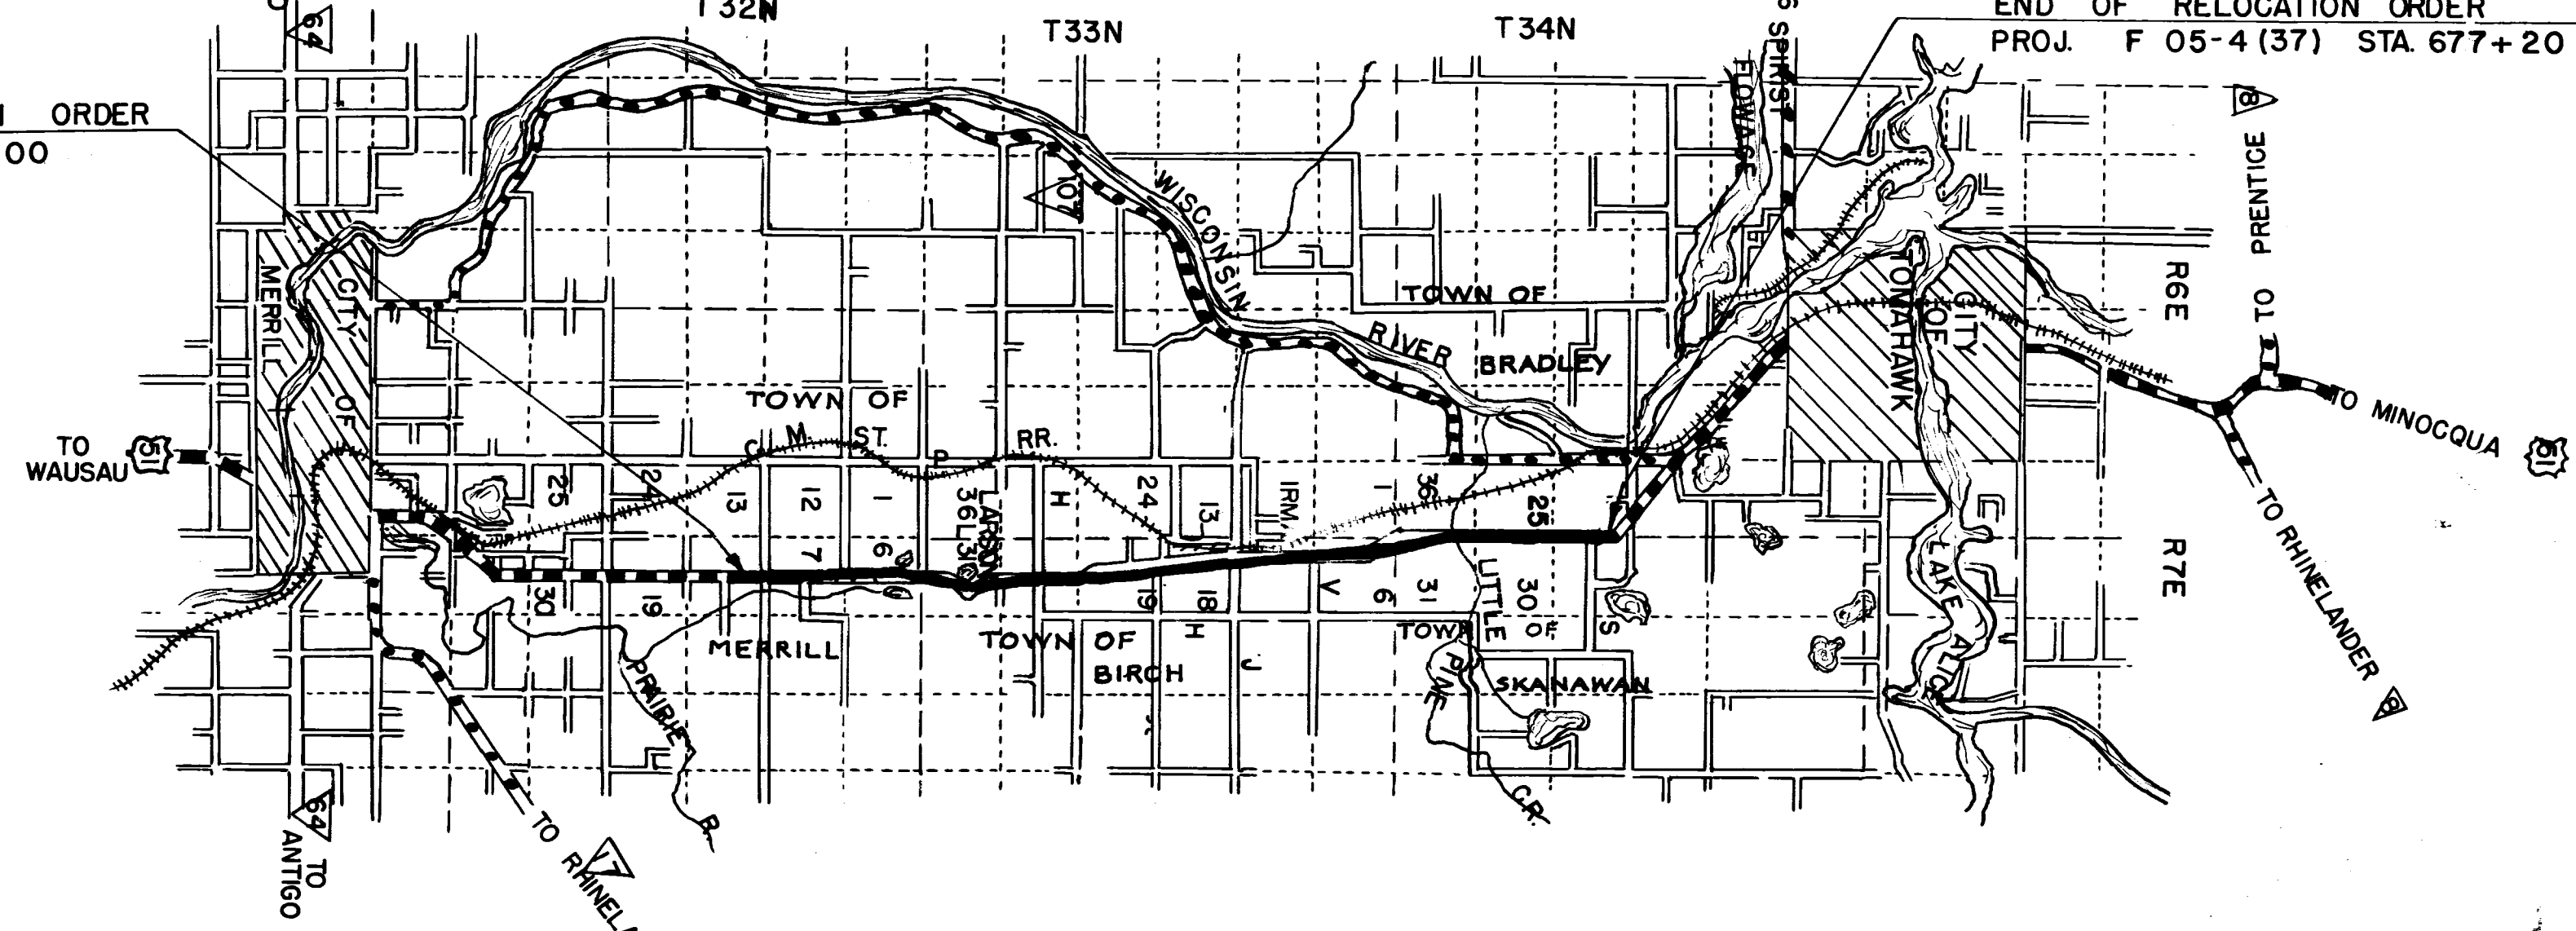 T32N
T33N
T34N
END OF RELOCATION ORDER
PROJ. F 05-4 (37) STA. 677+20
ORDER
00
64
SPIRIT
FLOWAGE
8
TO PRENTICE
107
WISCONSIN
RIVER
CITY
OF
MERRILL
TOWN OF
BRADLEY
CITY
OF
TOMAHAWK
R6E
TO MINOCQUA
51
TO
WAUSAU
51
TOWN OF
MERRILL
C. M. ST. P. RR.
25
24
13
12
1
36
LARSON
H
24
13
IRMA
1
36
25
30
19
7
6
L
31
19
18
H
V
6
31
30
S
J
LITTLE
PINE
CR.
TOWN OF
BIRCH
TOWN OF
SKANAWAN
LAKE ALICE
R7E
TO RHINELANDER
8
PRAIRIE
R.
64
TO
ANTIGO
17
TO RHINEL